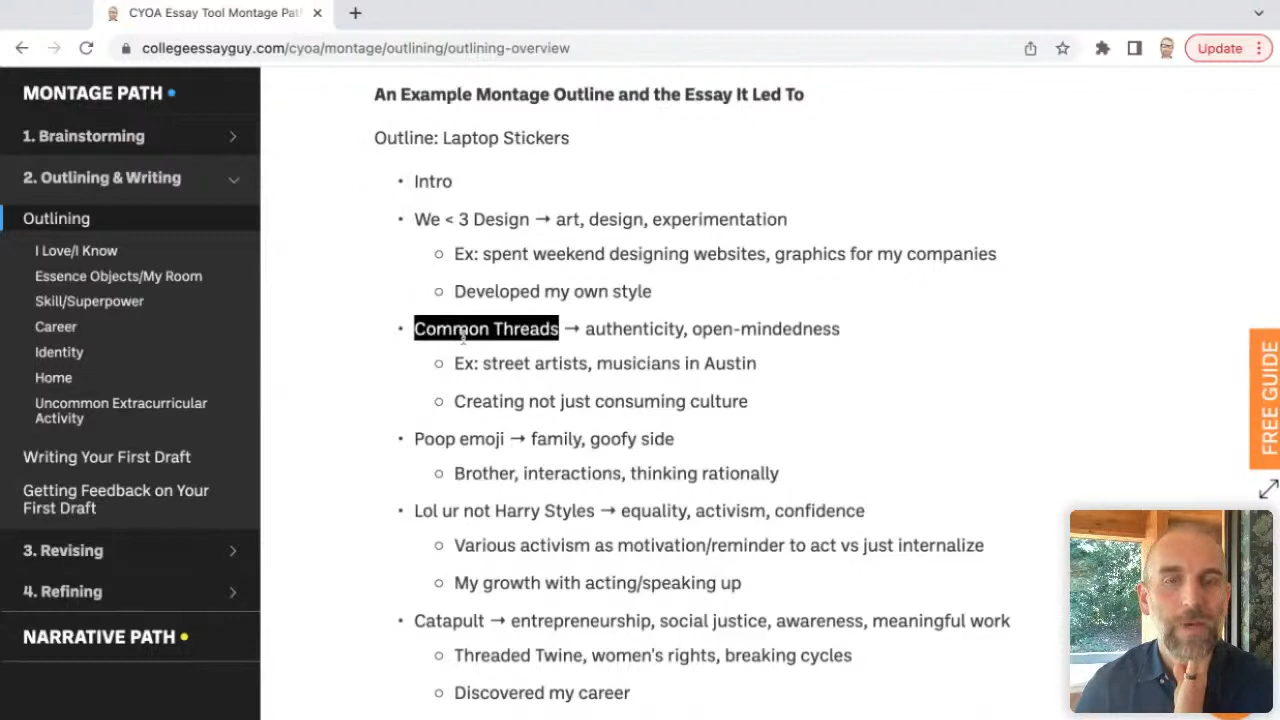 CYOA Essay Tool Montage Pat
collegeessayguy.com/cyoa/montage/outlining/outlining-overview
Update
MONTAGE PATH
1. Brainstorming
2. Outlining & Writing
Outlining
I Love/I Know
Essence Objects/My Room
Skill/Superpower
Career
Identity
Home
Uncommon Extracurricular
Activity
Writing Your First Draft
Getting Feedback on Your
First Draft
3. Revising
4. Refining
NARRATIVE PATH
An Example Montage Outline and the Essay It Led To
Outline: Laptop Stickers
• Intro
• We < 3 Design → art, design, experimentation
○ Ex: spent weekend designing websites, graphics for my companies
○ Developed my own style
• Common Threads → authenticity, open-mindedness
○ Ex: street artists, musicians in Austin
○ Creating not just consuming culture
• Poop emoji → family, goofy side
○ Brother, interactions, thinking rationally
• Lol ur not Harry Styles → equality, activism, confidence
○ Various activism as motivation/reminder to act vs just internalize
○ My growth with acting/speaking up
• Catapult → entrepreneurship, social justice, awareness, meaningful work
○ Threaded Twine, women's rights, breaking cycles
○ Discovered my career
FREE GUIDE